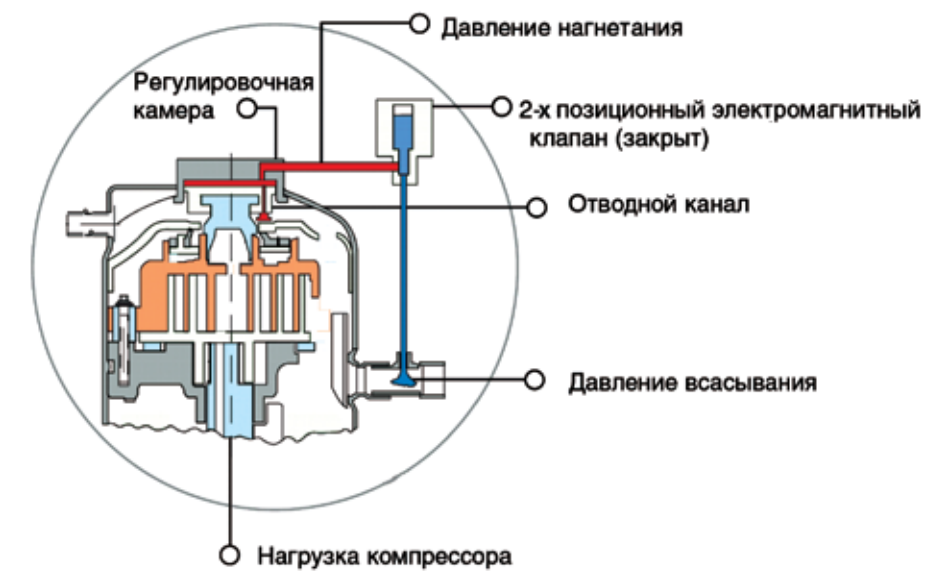 Давление нагнетания
Регулировочная
камера
2-х позиционный электромагнитный
клапан (закрыт)
Отводной канал
Давление всасывания
Нагрузка компрессора